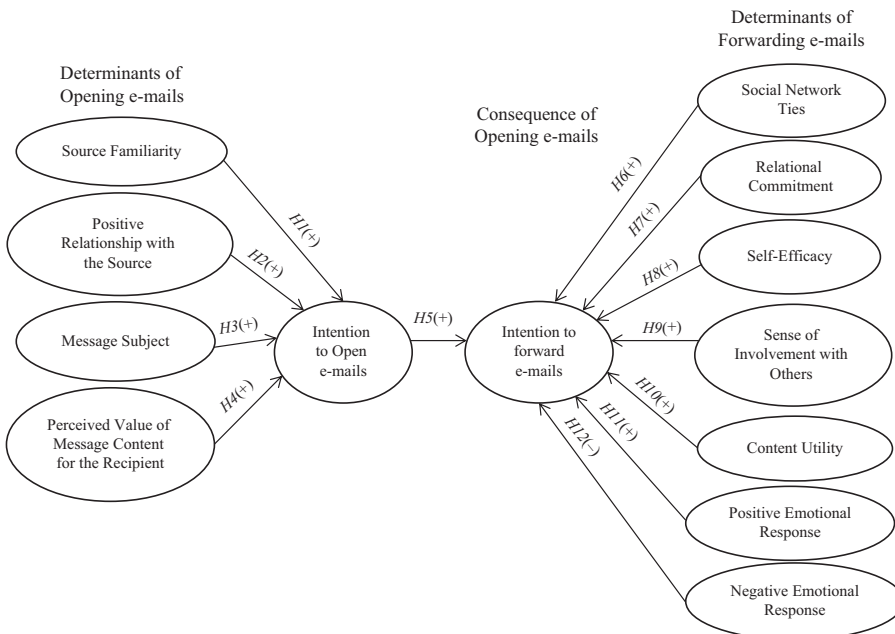 Determinants of
Opening e-mails
Source Familiarity
Positive
Relationship with
the Source
Message Subject
Perceived Value of
Message Content
for the Recipient
H1(+)
H2(+)
H3(+)
H4(+)
Intention
to Open
e-mails
H5(+)
Consequence of
Opening e-mails
Intention to
forward
e-mails
H6(+)
H7(+)
H8(+)
H9(+)
H10(+)
H11(+)
H12(–)
Determinants of
Forwarding e-mails
Social Network
Ties
Relational
Commitment
Self-Efficacy
Sense of
Involvement with
Others
Content Utility
Positive Emotional
Response
Negative Emotional
Response